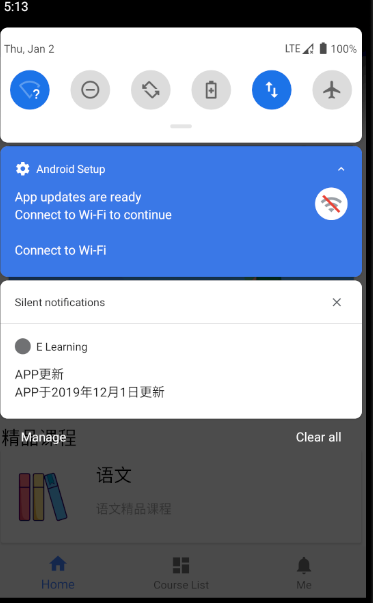 5:13
Thu, Jan 2
LTE
100%
?
Android Setup
App updates are ready
Connect to Wi-Fi to continue
Connect to Wi-Fi
Silent notifications
E Learning
APP更新
APP于2019年12月1日更新
精品课程
Manage
Clear all
语文
语文精品课程
Home
Course List
Me